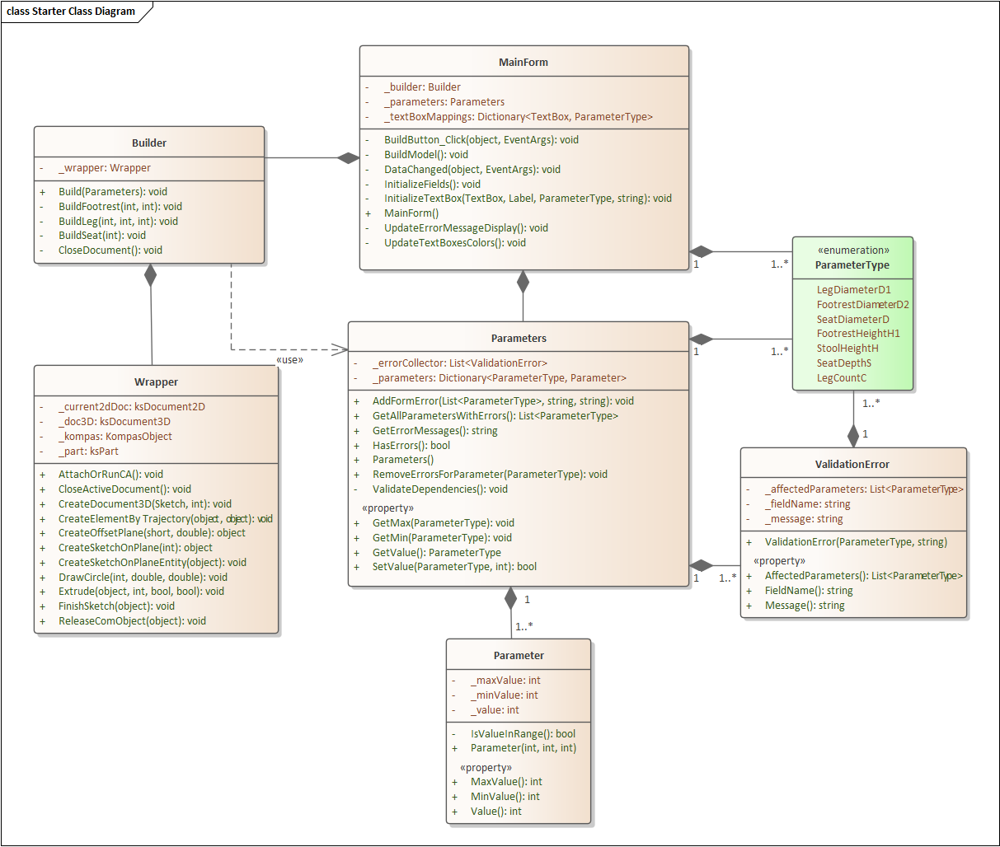 class Starter Class Diagram
MainForm
- _builder: Builder
- _parameters: Parameters
- _textBoxMappings: Dictionary<TextBox, ParameterType>
- BuildButton_Click(object, EventArgs): void
- BuildModel(): void
- DataChanged(object, EventArgs): void
- InitializeFields(): void
- InitializeTextBox(TextBox, Label, ParameterType, string): void
+ MainForm()
- UpdateErrorMessageDisplay(): void
- UpdateTextBoxesColors(): void
Builder
- _wrapper: Wrapper
+ Build(Parameters): void
- BuildFootrest(int, int): void
- BuildLeg(int, int, int): void
- BuildSeat(int): void
- CloseDocument(): void
1
1..*
«enumeration»
ParameterType
LegDiameterD1
FootrestDiameterD2
SeatDiameterD
FootrestHeightH1
StoolHeightH
SeatDepthS
LegCountC
«use»
Parameters
- _errorCollector: List<ValidationError>
- _parameters: Dictionary<ParameterType, Parameter>
+ AddFormError(List<ParameterType>, string, string): void
+ GetAllParametersWithErrors(): List<ParameterType>
+ GetErrorMessages(): string
+ HasErrors(): bool
+ Parameters()
+ RemoveErrorsForParameter(ParameterType): void
- ValidateDependencies(): void
«property»
+ GetMax(ParameterType): void
+ GetMin(ParameterType): void
+ GetValue(): ParameterType
+ SetValue(ParameterType, int): bool
1
1..*
1..*
1
Wrapper
- _current2dDoc: ksDocument2D
- _doc3D: ksDocument3D
- _kompas: KompasObject
- _part: ksPart
+ AttachOrRunCA(): void
+ CloseActiveDocument(): void
+ CreateDocument3D(Sketch, int): void
+ CreateElementBy Trajectory(object, object): void
+ CreateOffsetPlane(short, double): object
+ CreateSketchOnPlane(int): object
+ CreateSketchOnPlaneEntity(object): void
+ DrawCircle(int, double, double): void
+ Extrude(object, int, bool, bool): void
+ FinishSketch(object): void
+ ReleaseComObject(object): void
ValidationError
- _affectedParameters: List<ParameterType>
- _fieldName: string
- _message: string
+ ValidationError(ParameterType, string)
«property»
+ AffectedParameters(): List<ParameterType>
+ FieldName(): string
+ Message(): string
1
1..*
1
1..*
Parameter
- _maxValue: int
- _minValue: int
- _value: int
- IsValueInRange(): bool
+ Parameter(int, int, int)
«property»
+ MaxValue(): int
+ MinValue(): int
+ Value(): int